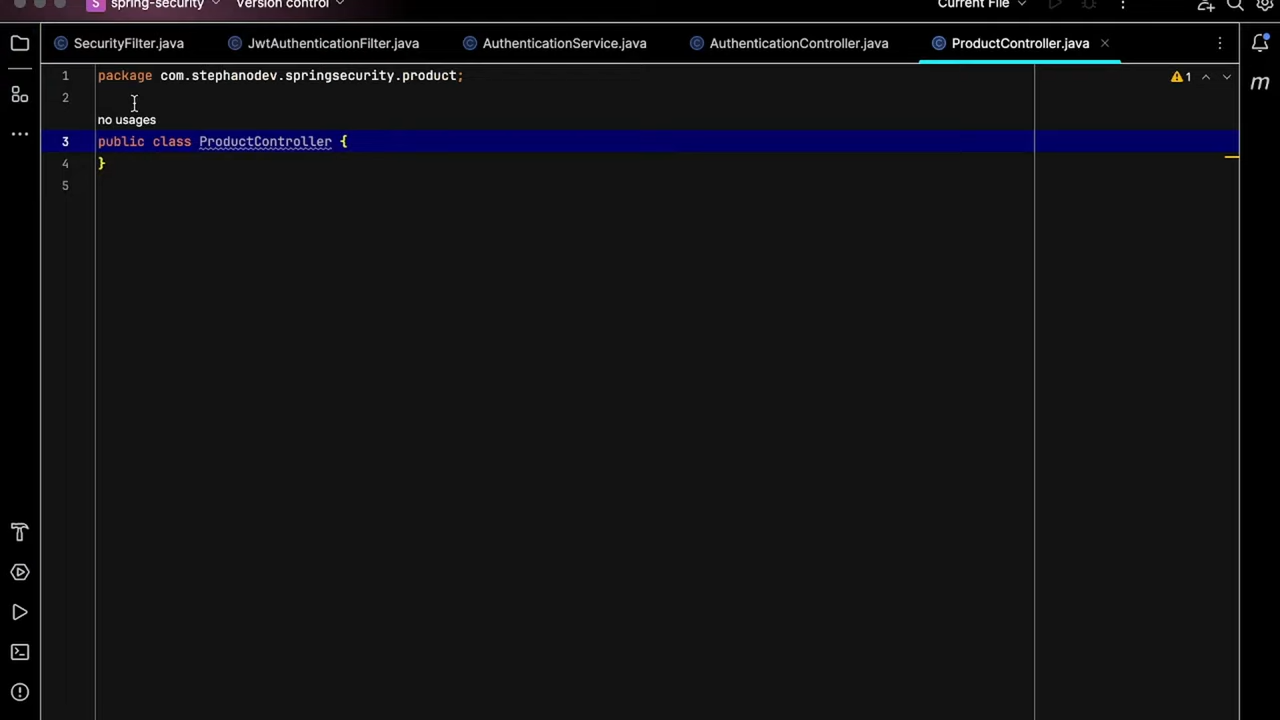 S spring-security Version control Current File
SecurityFilter.java JwtAuthenticationFilter.java AuthenticationService.java AuthenticationController.java ProductController.java
1 package com.stephanodev.springsecurity.product; 1
2
no usages
3 public class ProductController {
4 }
5
m